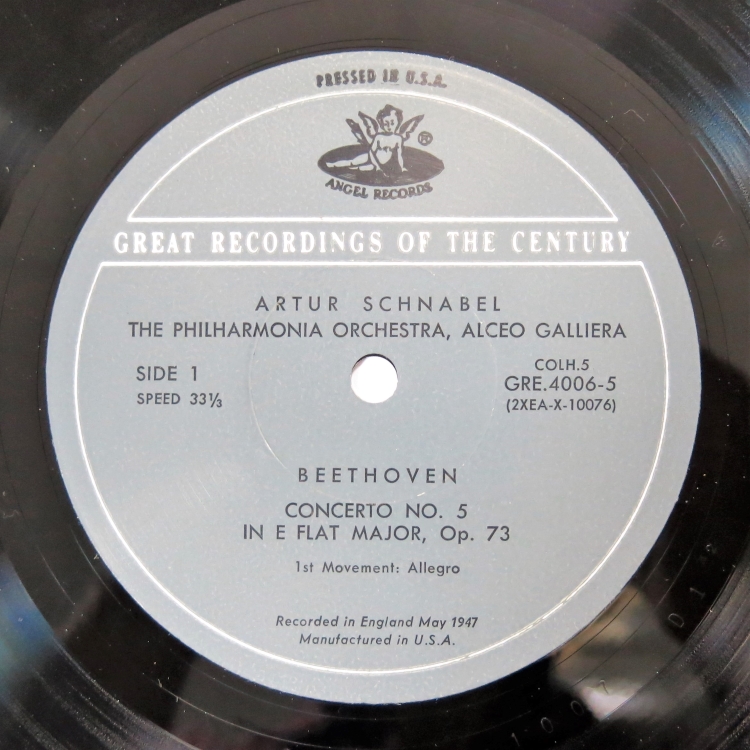 PRESSED IN U.S.A.
®
ANGEL RECORDS
GREAT RECORDINGS OF THE CENTURY
ARTUR SCHNABEL
THE PHILHARMONIA ORCHESTRA, ALCEO GALLIERA
SIDE 1
SPEED 33⅓
COLH.5
GRE.4006-5
(2XEA-X-10076)
BEETHOVEN
CONCERTO NO. 5
IN E FLAT MAJOR, Op. 73
1st Movement: Allegro
Recorded in England May 1947
Manufactured in U.S.A.